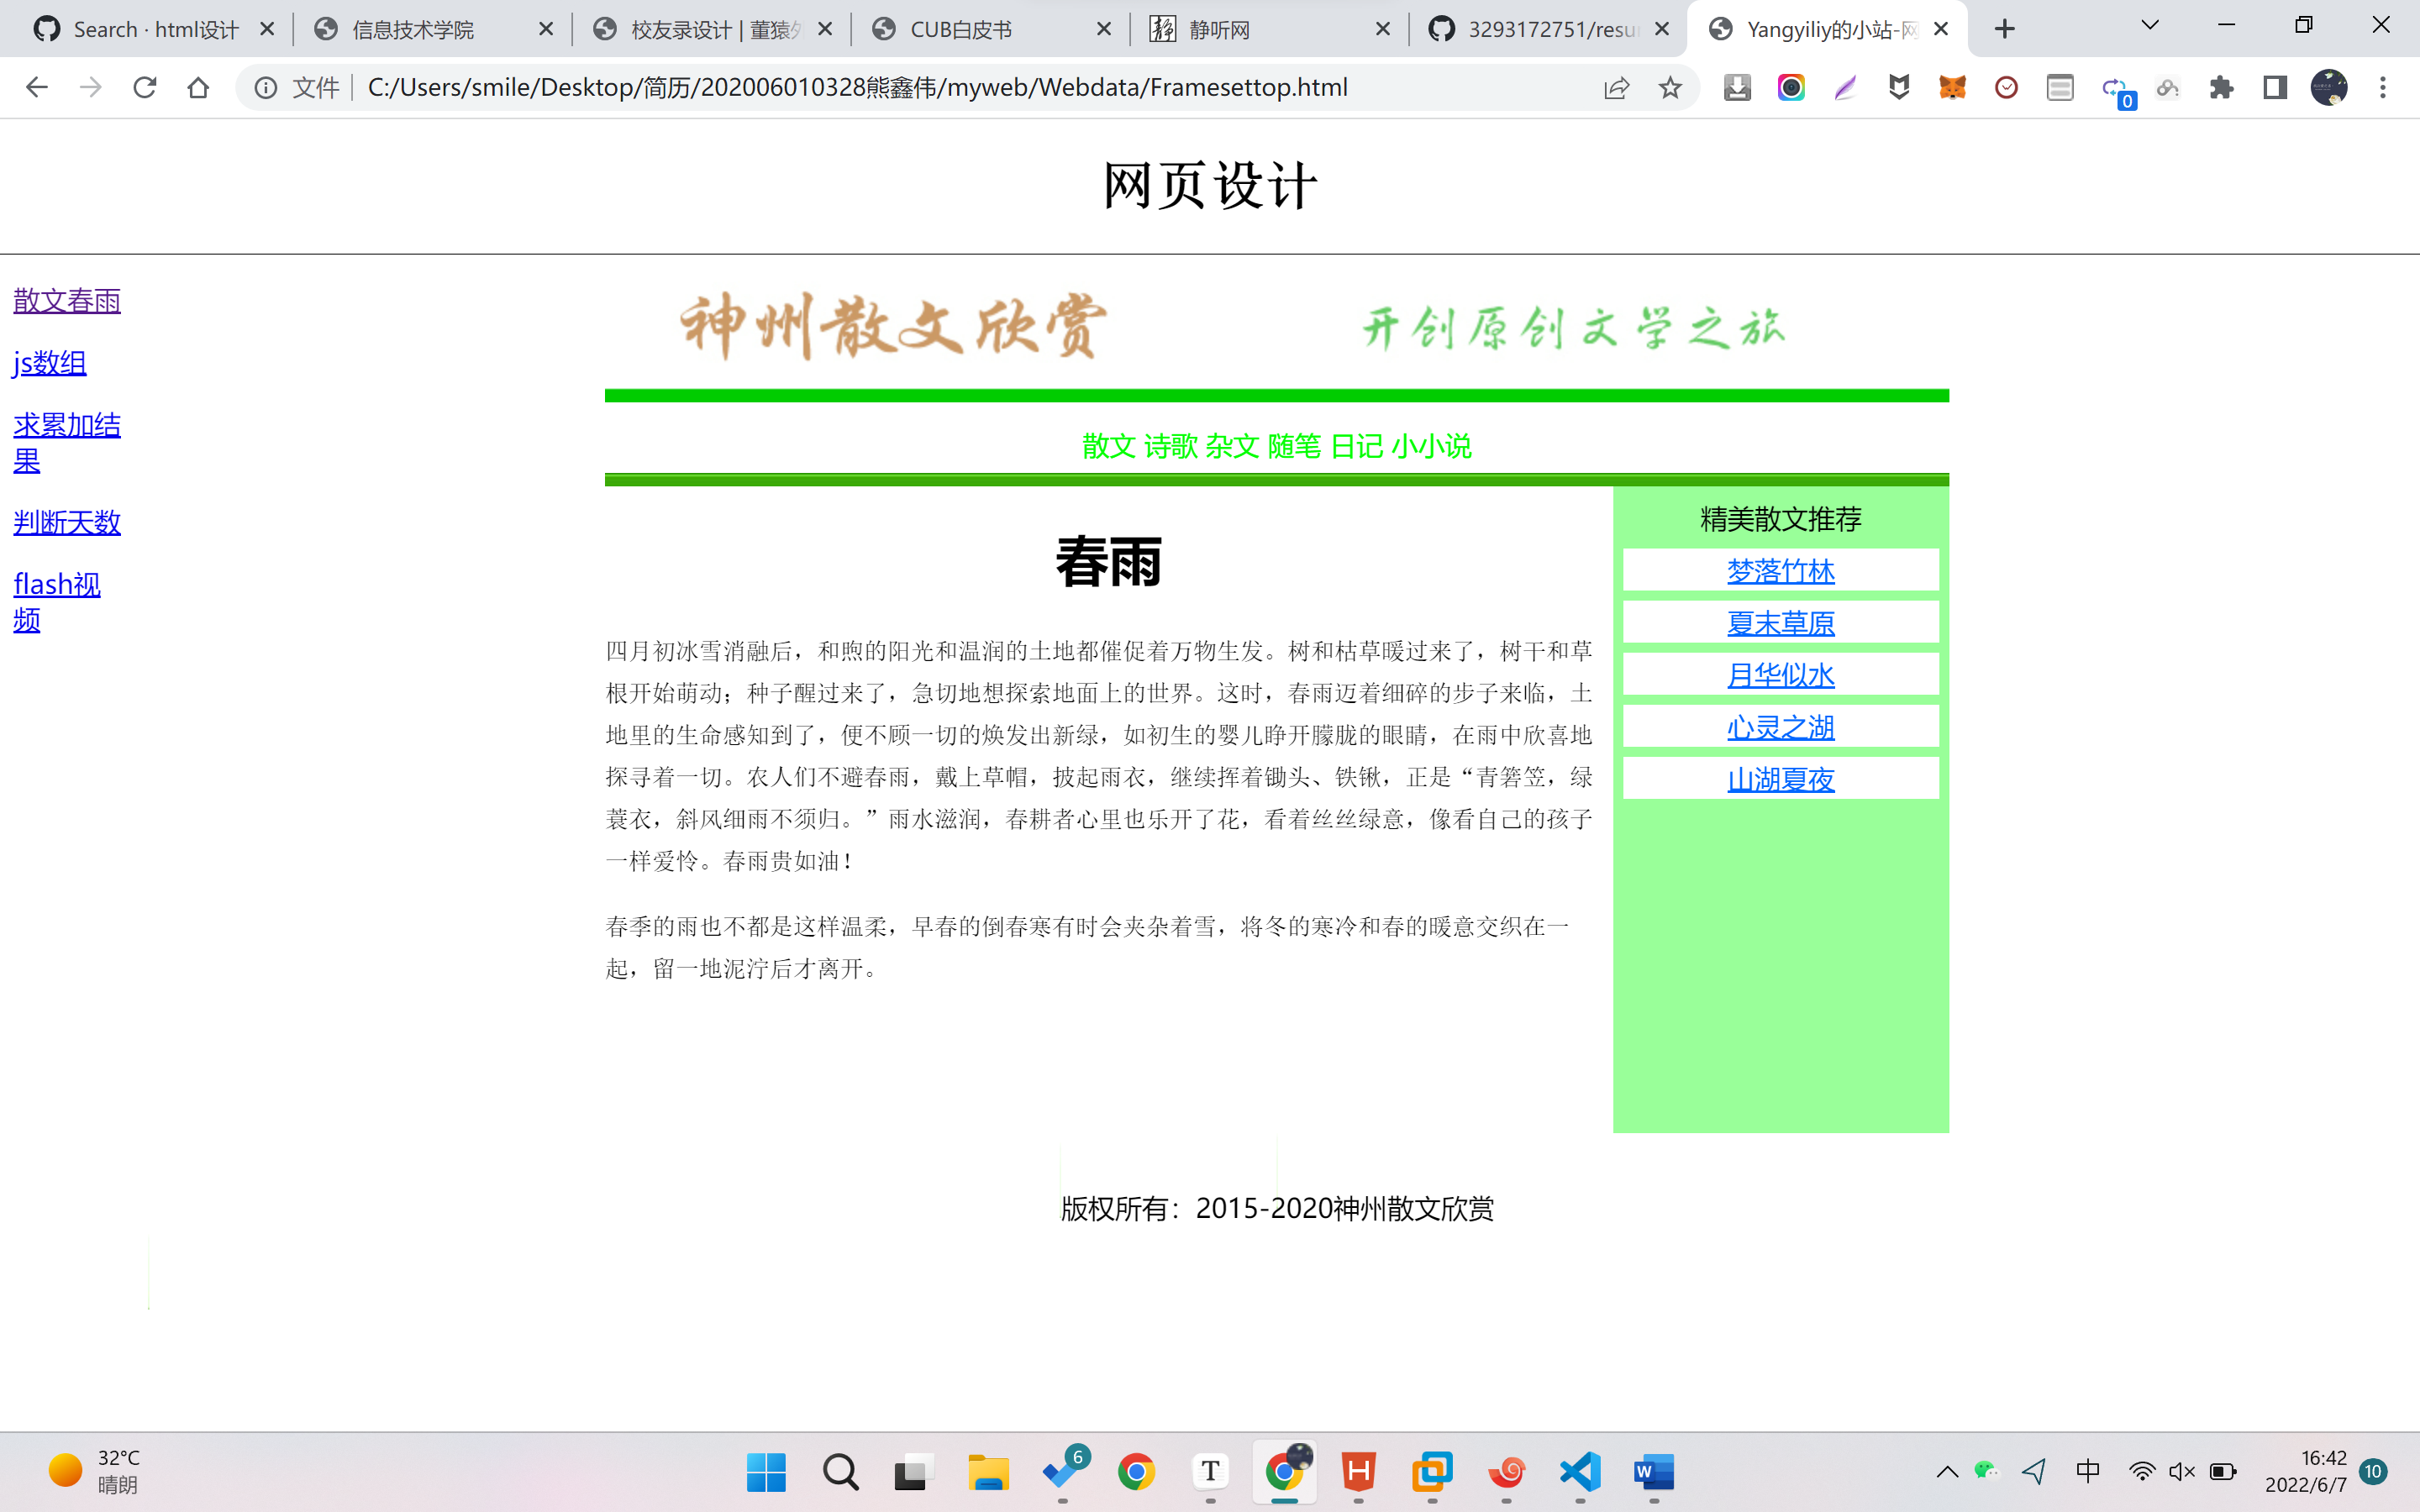 Search · html设计
信息技术学院
校友录设计 | 董猿外
CUB白皮书
静听网
3293172751/resu
Yangyiliy的小站-网
文件
C:/Users/smile/Desktop/简历/202006010328熊鑫伟/myweb/Webdata/Framesettop.html
0
网页设计
散文春雨
js数组
求累加结
果
判断天数
flash视
频
神州散文欣赏
开创原创文学之旅
散文 诗歌 杂文 随笔 日记 小小说
春雨
四月初冰雪消融后，和煦的阳光和温润的土地都催促着万物生发。树和枯草暖过来了，树干和草
根开始萌动；种子醒过来了，急切地想探索地面上的世界。这时，春雨迈着细碎的步子来临，土
地里的生命感知到了，便不顾一切的焕发出新绿，如初生的婴儿睁开朦胧的眼睛，在雨中欣喜地
探寻着一切。农人们不避春雨，戴上草帽，披起雨衣，继续挥着锄头、铁锹，正是“青箬笠，绿
蓑衣，斜风细雨不须归。”雨水滋润，春耕者心里也乐开了花，看着丝丝绿意，像看自己的孩子
一样爱怜。春雨贵如油！
春季的雨也不都是这样温柔，早春的倒春寒有时会夹杂着雪，将冬的寒冷和春的暖意交织在一
起，留一地泥泞后才离开。
精美散文推荐
梦落竹林
夏末草原
月华似水
心灵之湖
山湖夏夜
版权所有：2015-2020神州散文欣赏
32°C
晴朗
6
T
H
W
中
16:42
2022/6/7
10